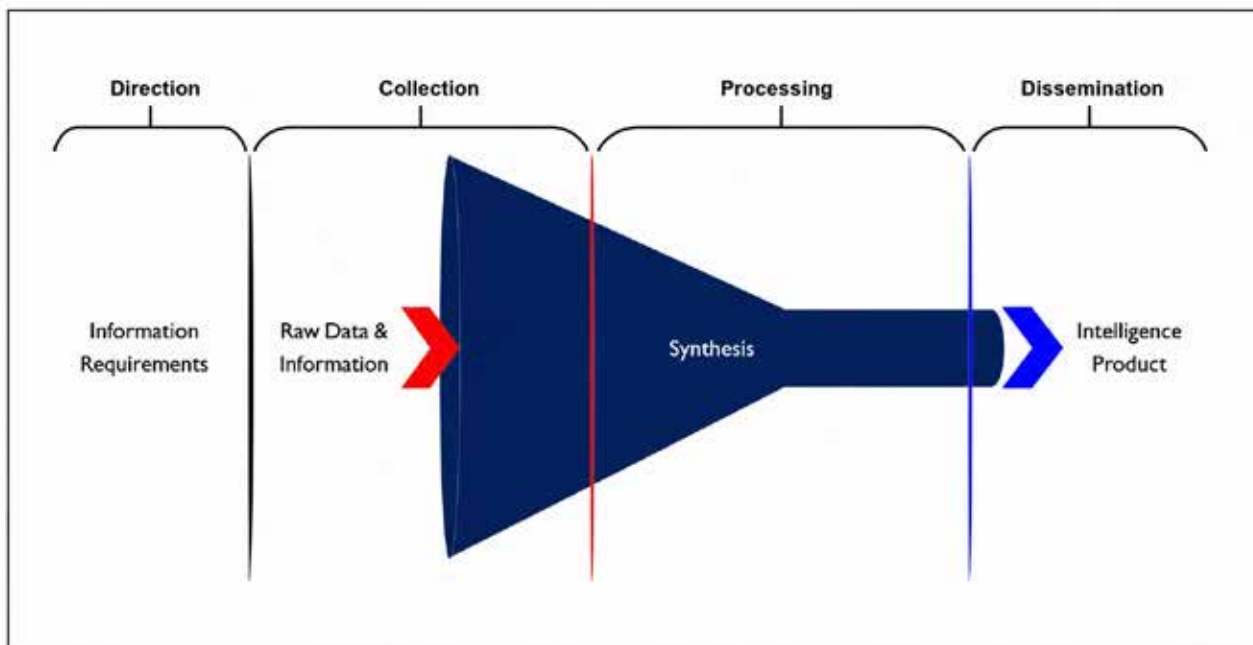 Direction
Collection
Processing
Dissemination
Information
Requirements
Raw Data &
Information
Synthesis
Intelligence
Product